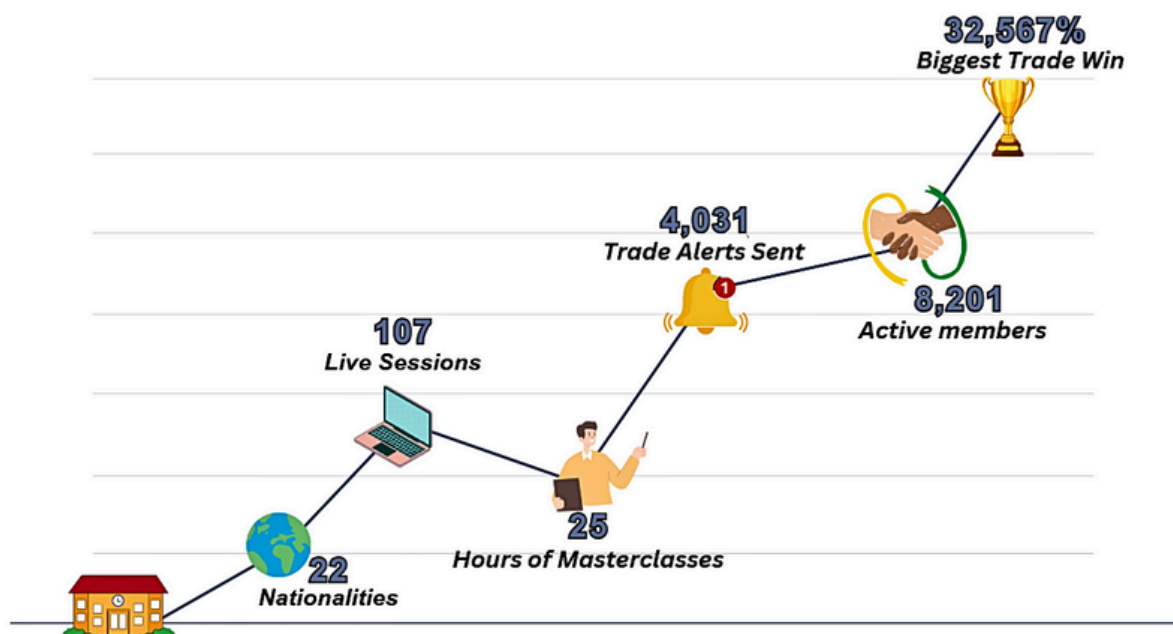 32,567%
Biggest Trade Win
4,031
Trade Alerts Sent
1
8,201
Active members
107
Live Sessions
25
Hours of Masterclasses
22
Nationalities